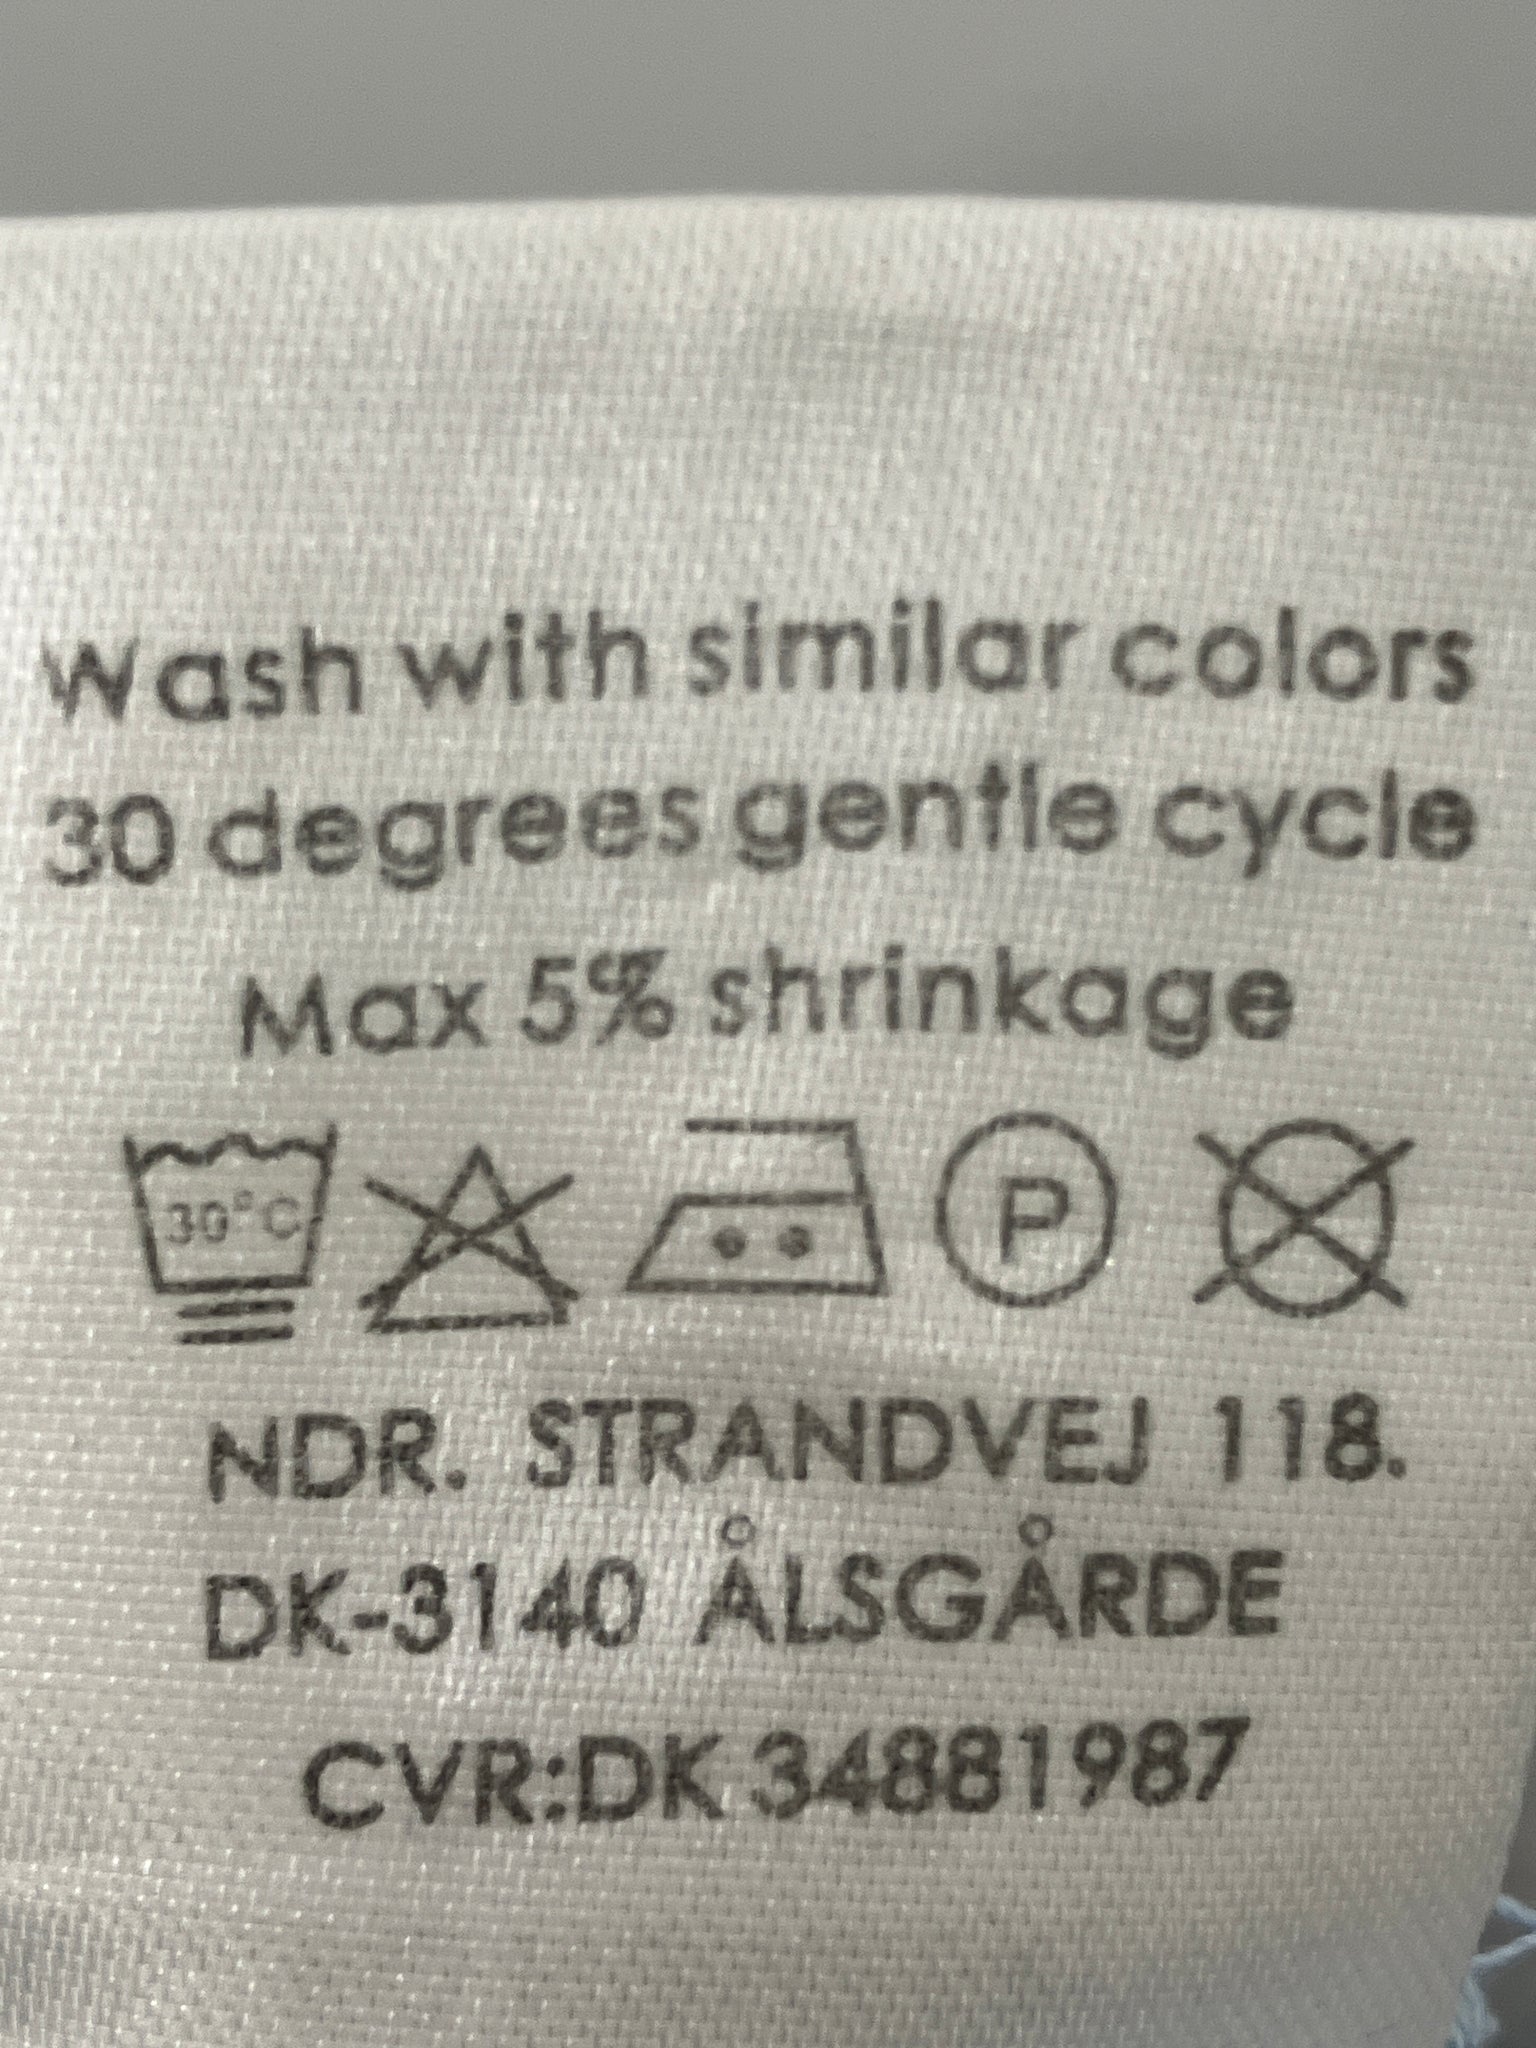 Wash with similar colors
30 degrees gentle cycle
Max 5% shrinkage
30°C P
NDR. STRANDVEJ 118.
DK-3140 ÅLSGÅRDE
CVR:DK 34881987